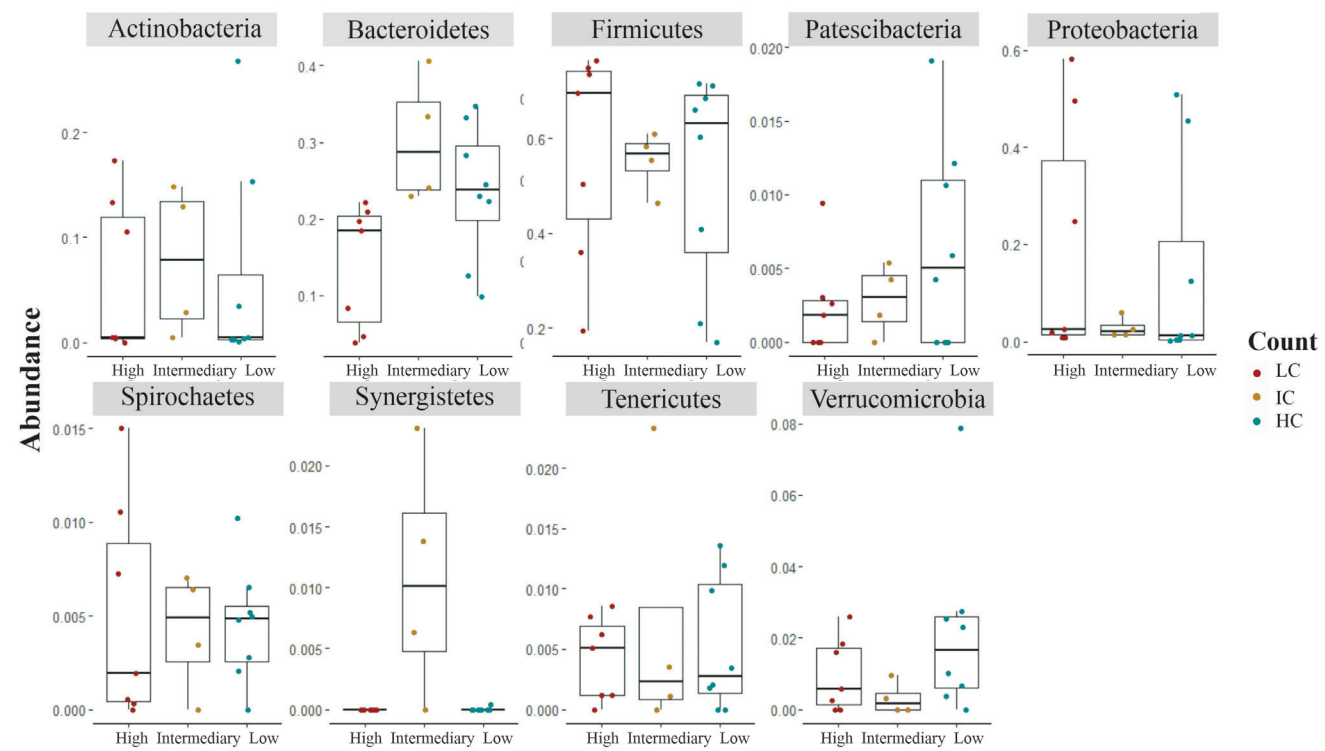 Actinobacteria
Bacteroidetes
Firmicutes
Patescibacteria
Proteobacteria
0.2
0.1
0.0
0.4
0.3
0.2
0.1
0.6
0.4
0.2
0.020
0.015
0.010
0.005
0.000
0.6
0.4
0.2
0.0
High Intermediary Low
High Intermediary Low
High Intermediary Low
High Intermediary Low
High Intermediary Low
Abundance
Spirochaetes
Synergistetes
Tenericutes
Verrucomicrobia
0.015
0.010
0.005
0.000
0.020
0.015
0.010
0.005
0.000
0.020
0.015
0.010
0.005
0.000
0.08
0.06
0.04
0.02
0.00
High Intermediary Low
High Intermediary Low
High Intermediary Low
High Intermediary Low
Count
LC
IC
HC